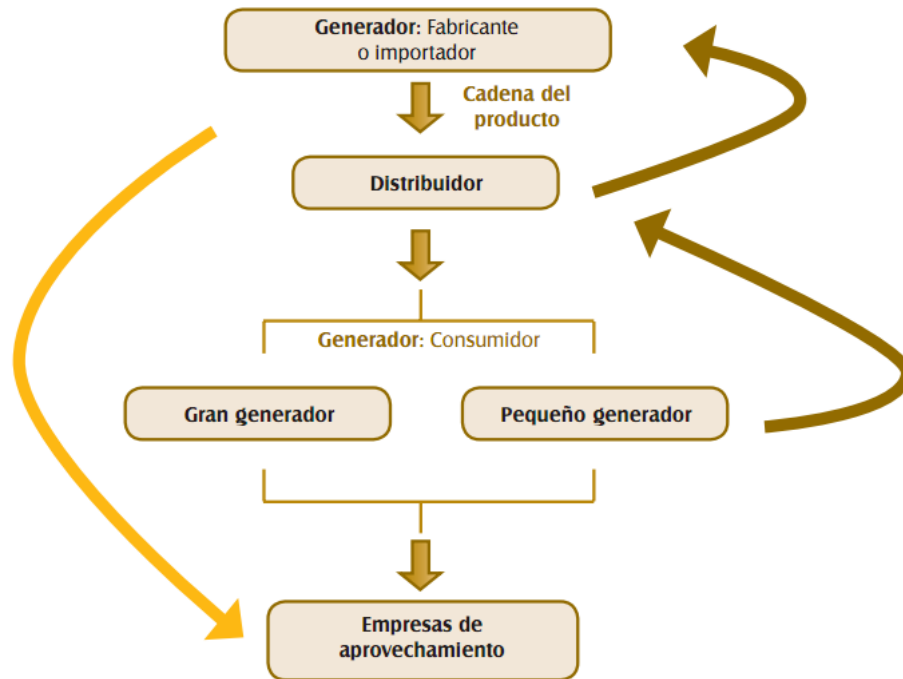 Generador: Fabricante
o importador
Cadena del
producto
Distribuidor
Generador: Consumidor
Gran generador
Pequeño generador
Empresas de
aprovechamiento